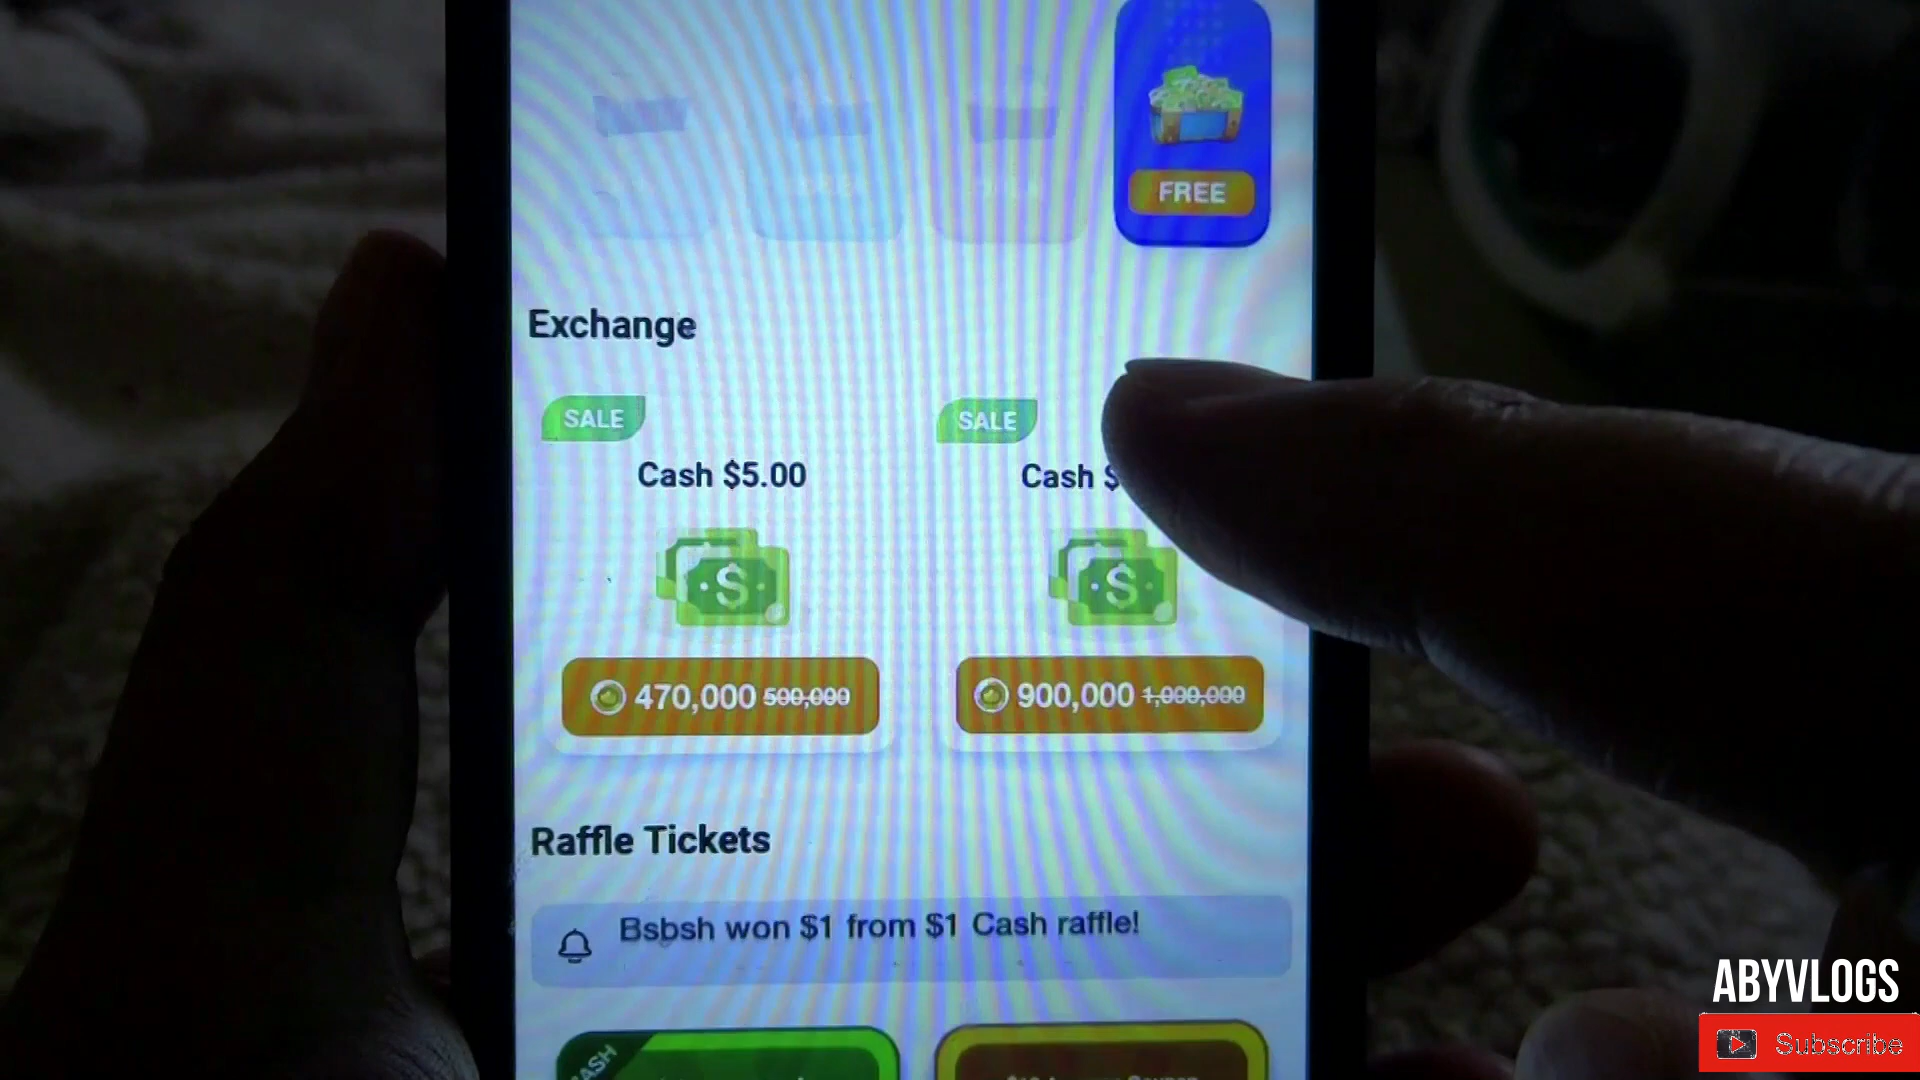 FREE
Exchange
SALE
SALE
Cash $5.00
Cash $
470,000 500,000
900,000 1,000,000
Raffle Tickets
Bsbsh won $1 from $1 Cash raffle!
ABYVLOGS
Subscribe